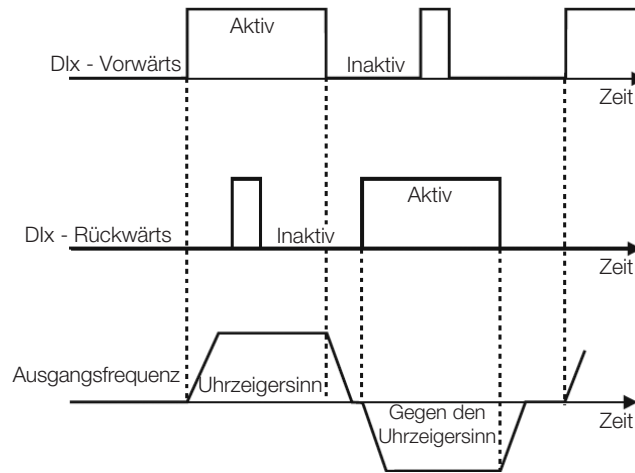 Aktiv
DIx - Vorwärts
Inaktiv
Zeit
Aktiv
DIx - Rückwärts
Inaktiv
Zeit
Ausgangsfrequenz
Uhrzeigersinn
Gegen den
Uhrzeigersinn
Zeit